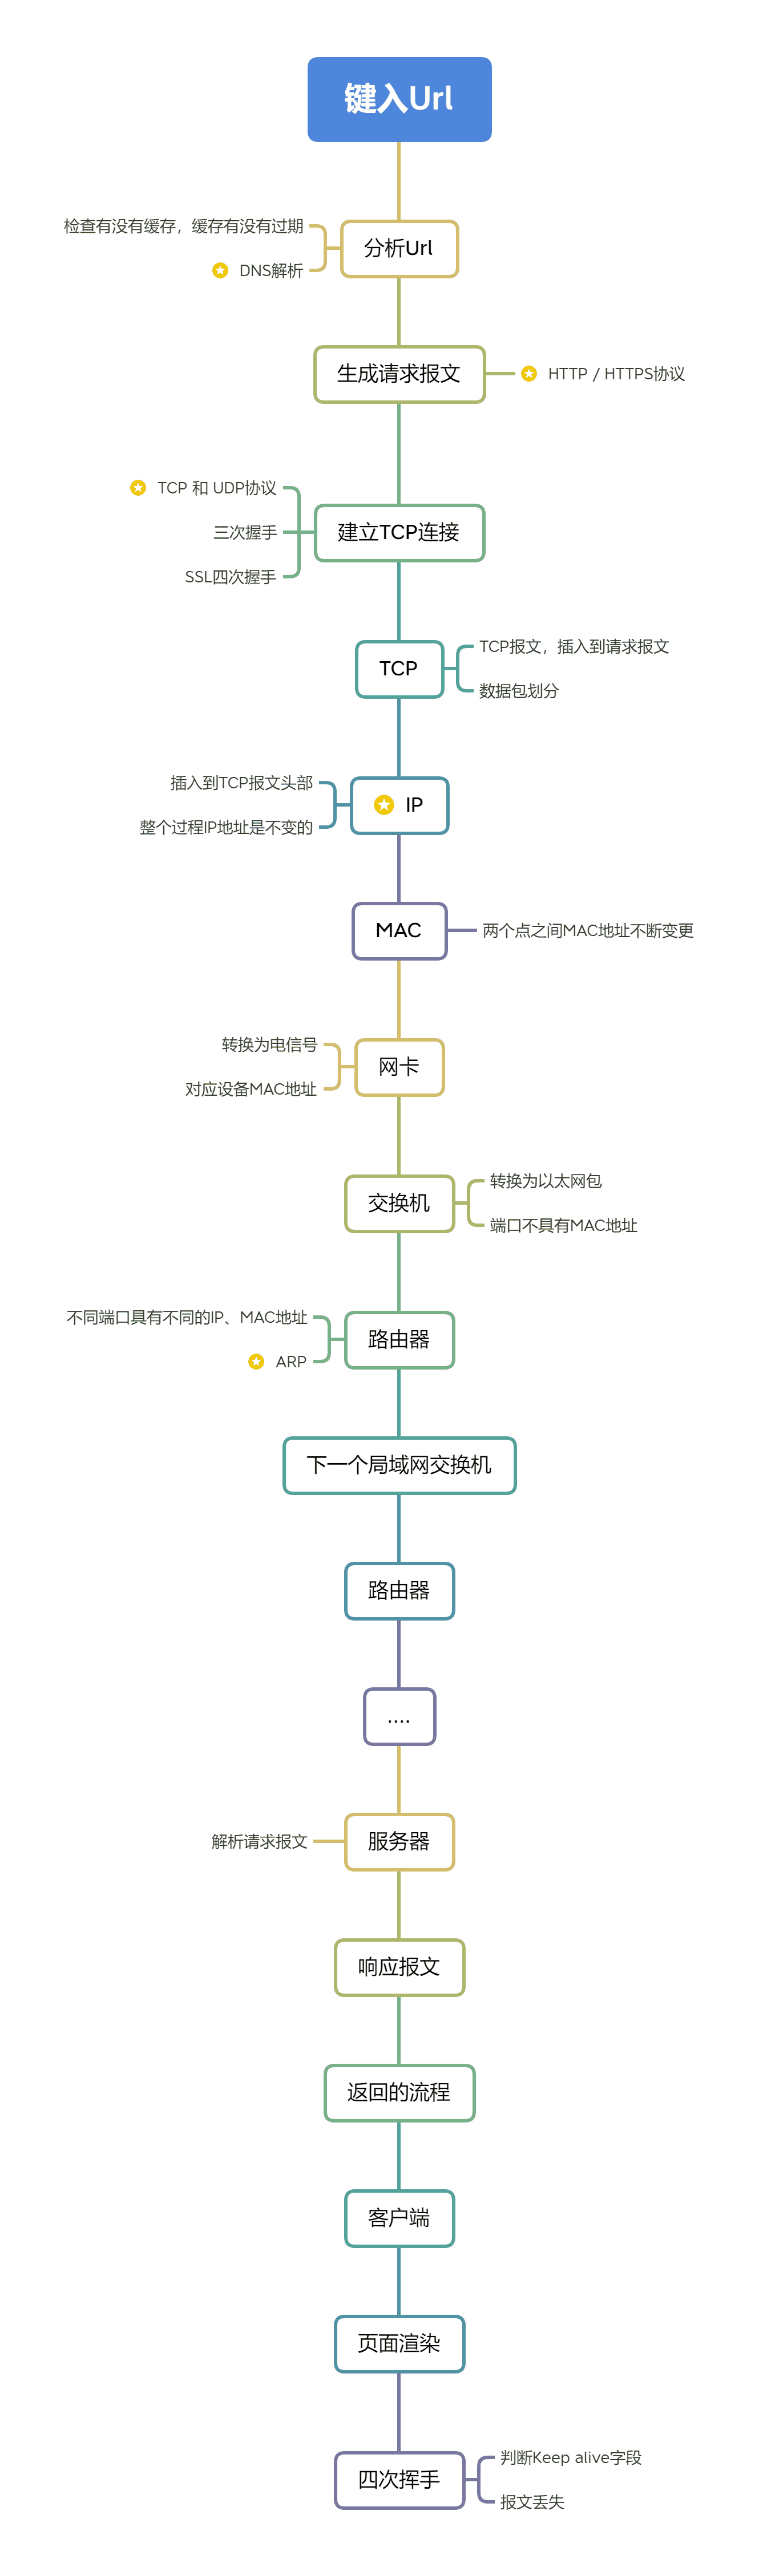 键入Url
检查有没有缓存，缓存有没有过期
分析Url
DNS解析
生成请求报文
HTTP / HTTPS协议
TCP 和 UDP协议
三次握手
建立TCP连接
SSL四次握手
TCP报文，插入到请求报文
TCP
数据包划分
插入到TCP报文头部
IP
整个过程IP地址是不变的
MAC
两个点之间MAC地址不断变更
转换为电信号
网卡
对应设备MAC地址
转换为以太网包
交换机
端口不具有MAC地址
不同端口具有不同的IP、MAC地址
路由器
ARP
下一个局域网交换机
路由器
....
解析请求报文
服务器
响应报文
返回的流程
客户端
页面渲染
判断Keep alive字段
四次挥手
报文丢失